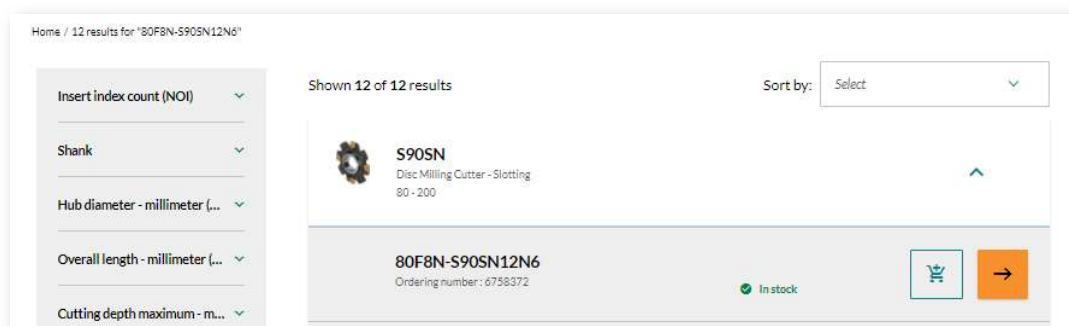 Home / 12 results for "80F8N-S90SN12N6"
Insert index count (NOI)
Shank
Hub diameter - millimeter (...
Overall length - millimeter (...
Cutting depth maximum - m...
Shown 12 of 12 results
Sort by: Select
S90SN
Disc Milling Cutter - Slotting
80 - 200
80F8N-S90SN12N6
Ordering number : 6758372
In stock